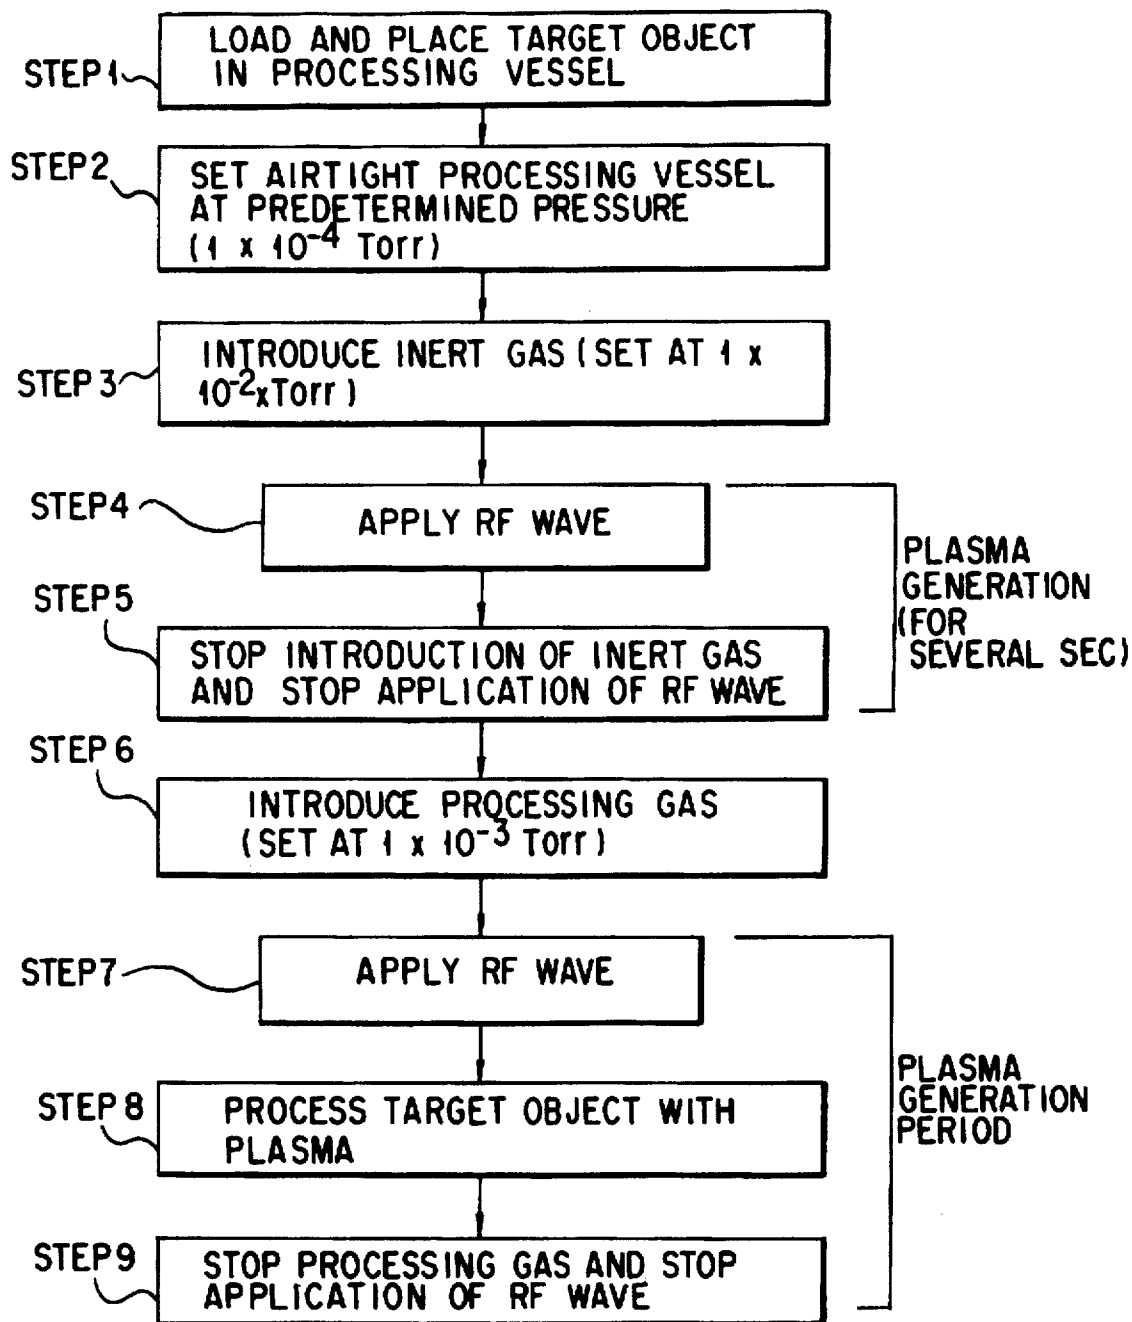 STEP1
LOAD AND PLACE TARGET OBJECT
IN PROCESSING VESSEL
STEP2
SET AIRTIGHT PROCESSING VESSEL
AT PREDETERMINED PRESSURE
(1 x 10⁻⁴ Torr)
STEP3
INTRODUCE INERT GAS (SET AT 1 x
10⁻²xTorr)
STEP4
APPLY RF WAVE
STEP5
STOP INTRODUCTION OF INERT GAS
AND STOP APPLICATION OF RF WAVE
PLASMA
GENERATION
(FOR
SEVERAL SEC)
STEP6
INTRODUCE PROCESSING GAS
(SET AT 1 x 10⁻³ Torr)
STEP7
APPLY RF WAVE
STEP8
PROCESS TARGET OBJECT WITH
PLASMA
STEP9
STOP PROCESSING GAS AND STOP
APPLICATION OF RF WAVE
PLASMA
GENERATION
PERIOD